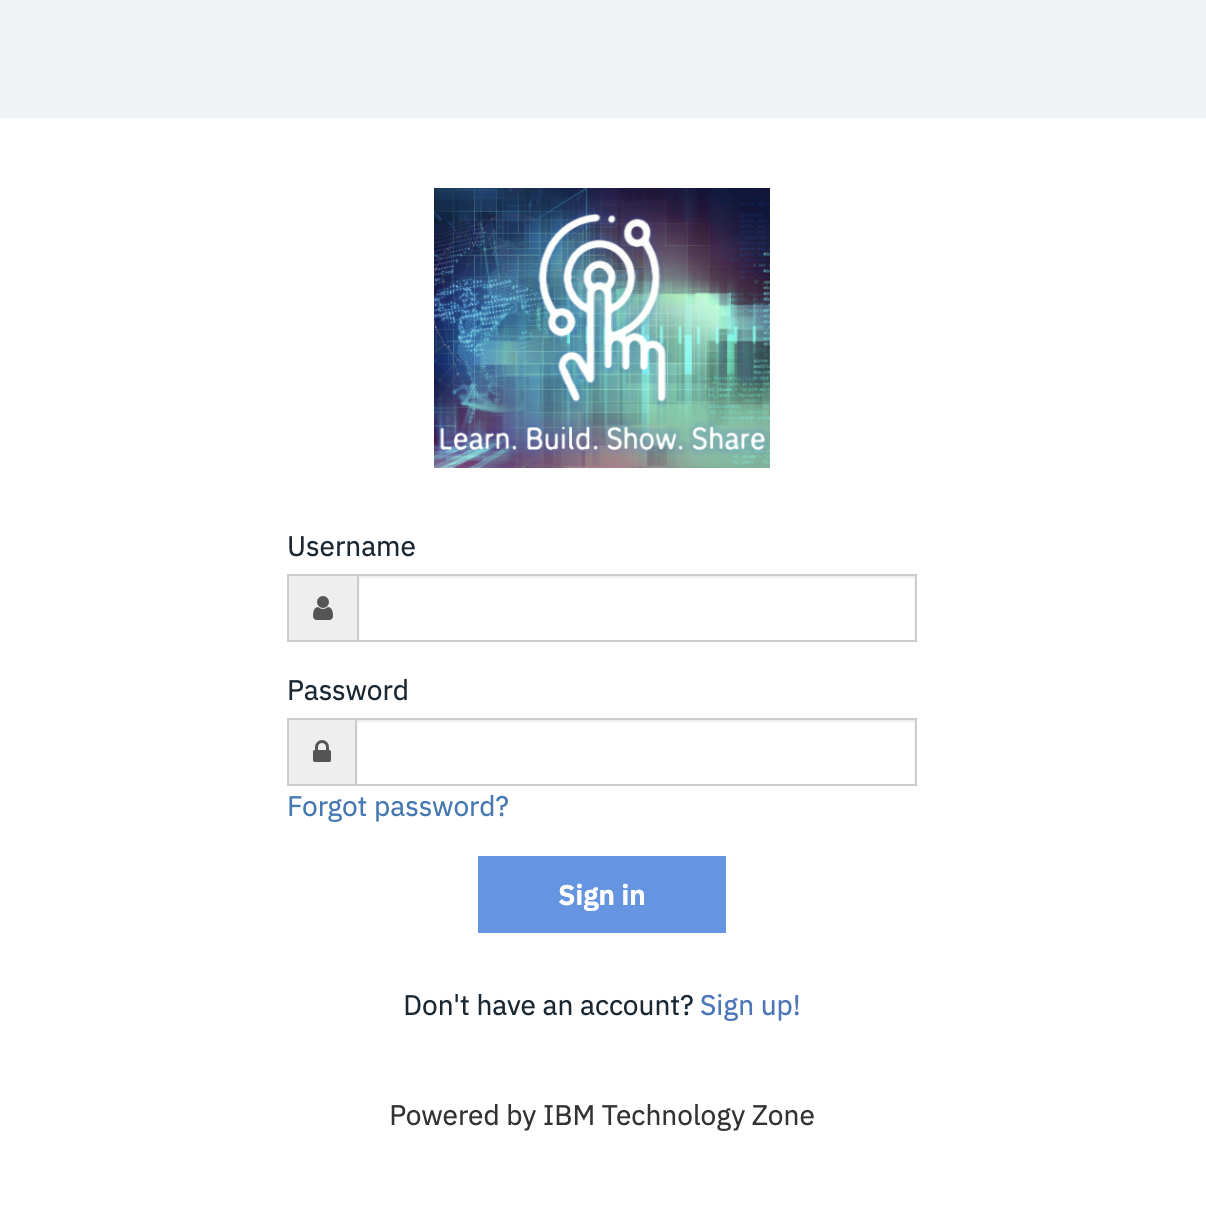 Learn. Build. Show. Share
Username
Password
Forgot password?
Sign in
Don't have an account? Sign up!
Powered by IBM Technology Zone